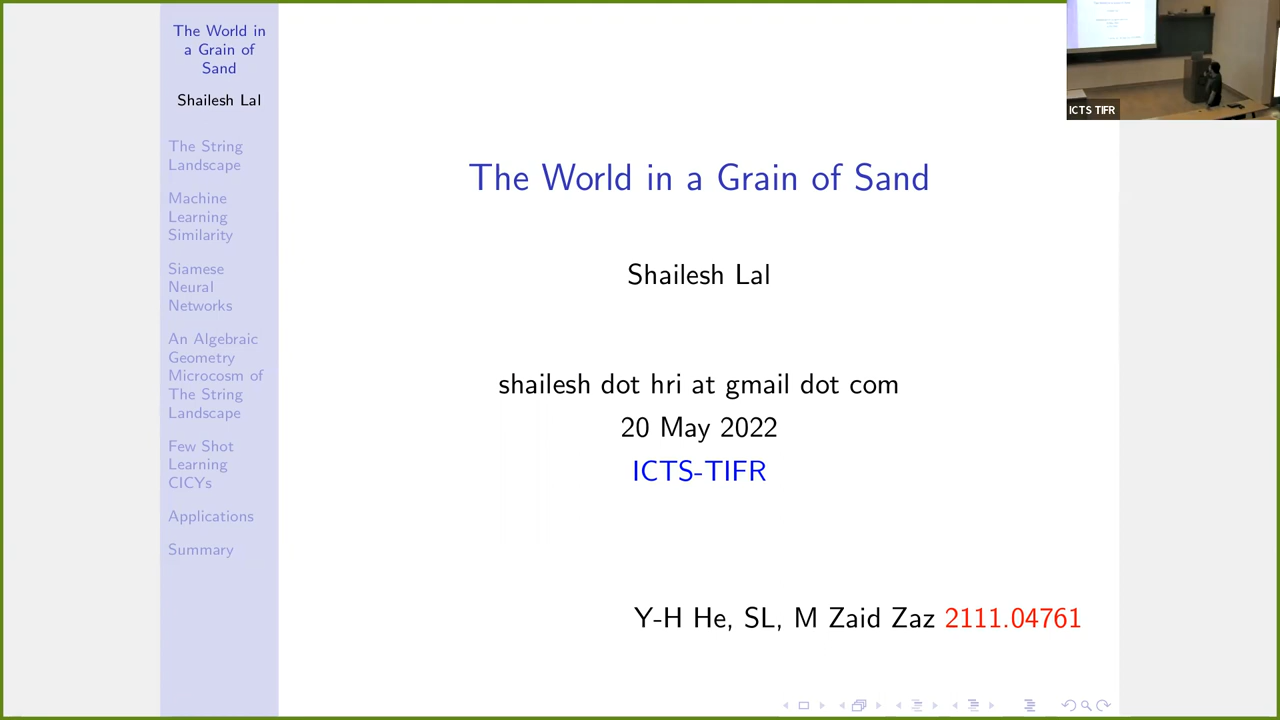 The World in
a Grain of
Sand
Shailesh Lal
The String
Landscape
Machine
Learning
Similarity
Siamese
Neural
Networks
An Algebraic
Geometry
Microcosm of
The String
Landscape
Few Shot
Learning
CICYs
Applications
Summary
The World in a Grain of Sand
Shailesh Lal
shailesh dot hri at gmail dot com
20 May 2022
ICTS-TIFR
Y-H He, SL, M Zaid Zaz 2111.04761
ICTS TIFR